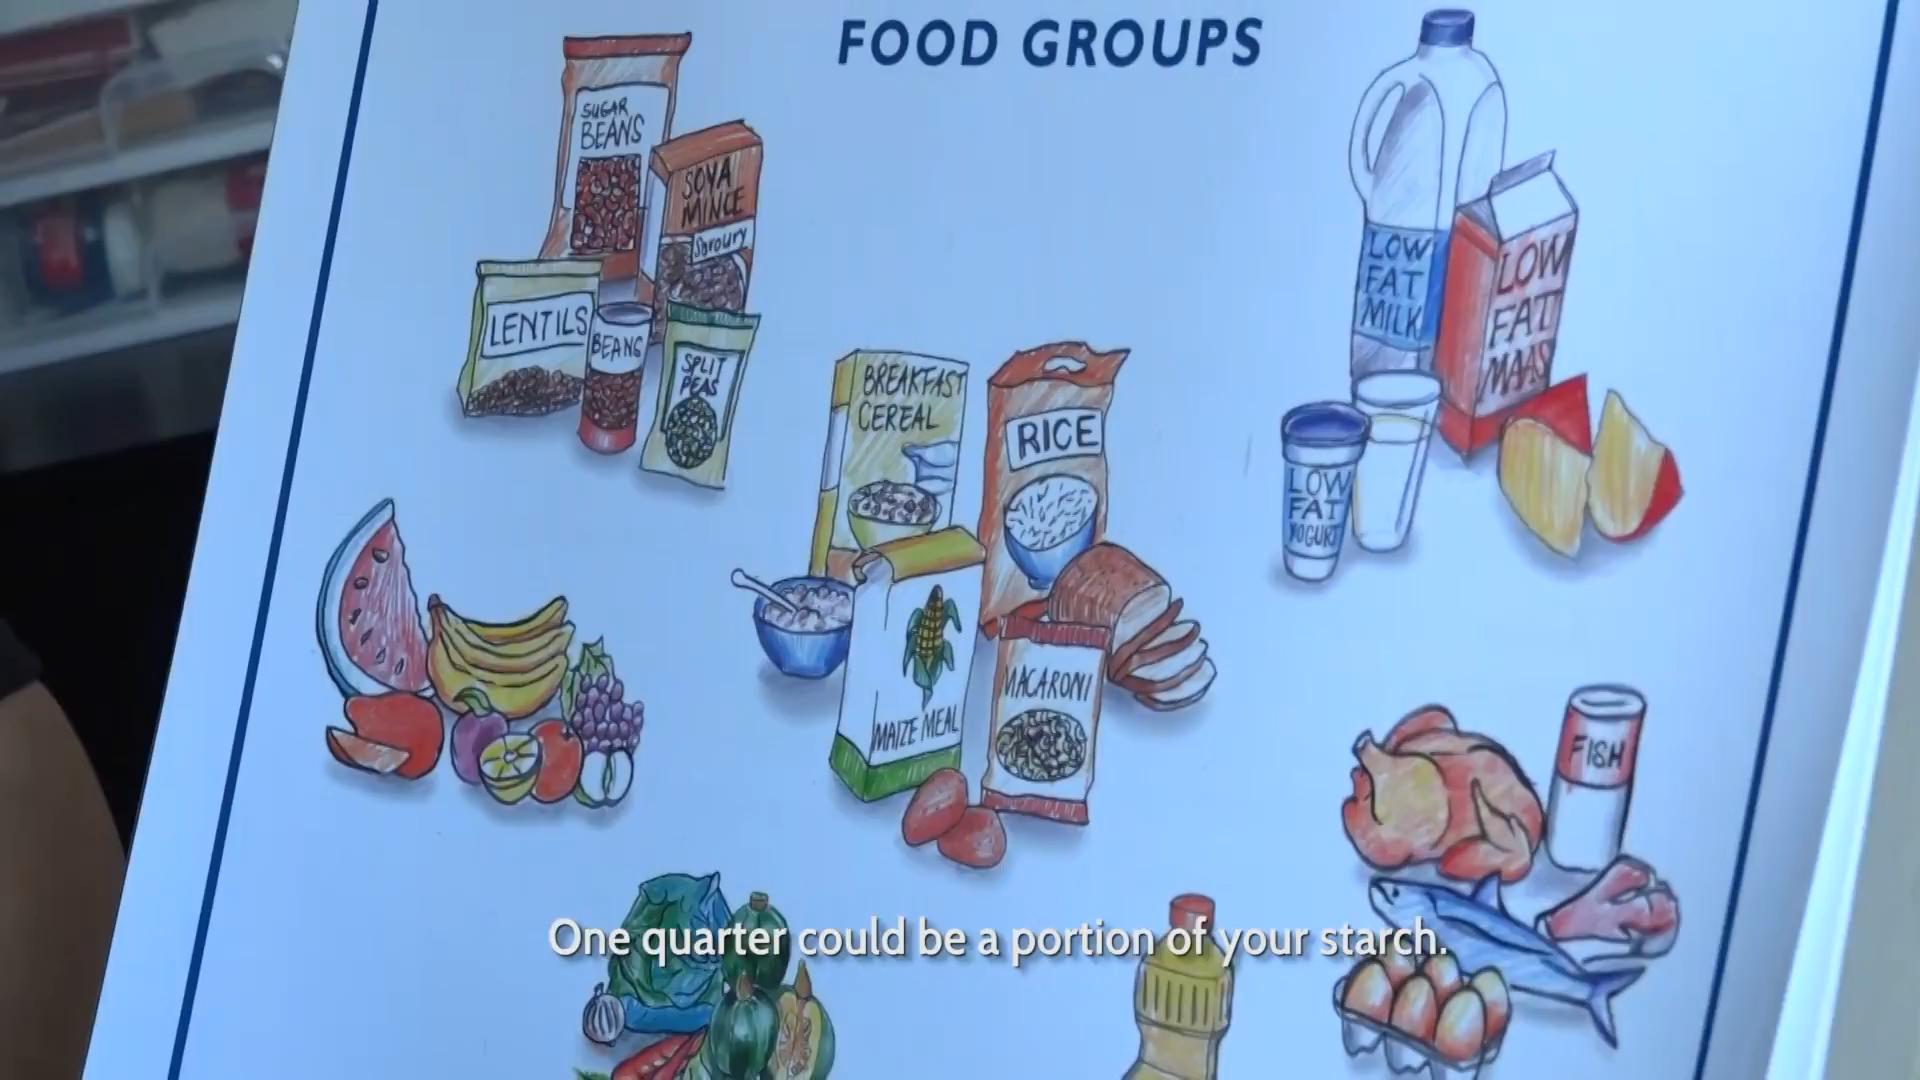 FOOD GROUPS
SUGAR
BEANS
SOYA
MINCE
Savoury
LENTILS
BEANS
SPLIT
PEAS
LOW
FAT
MILK
LOW
FAT
MAAS
LOW
FAT
YOGURT
BREAKFAST
CEREAL
RICE
MAIZE MEAL
MACARONI
FISH
One quarter could be a portion of your starch.